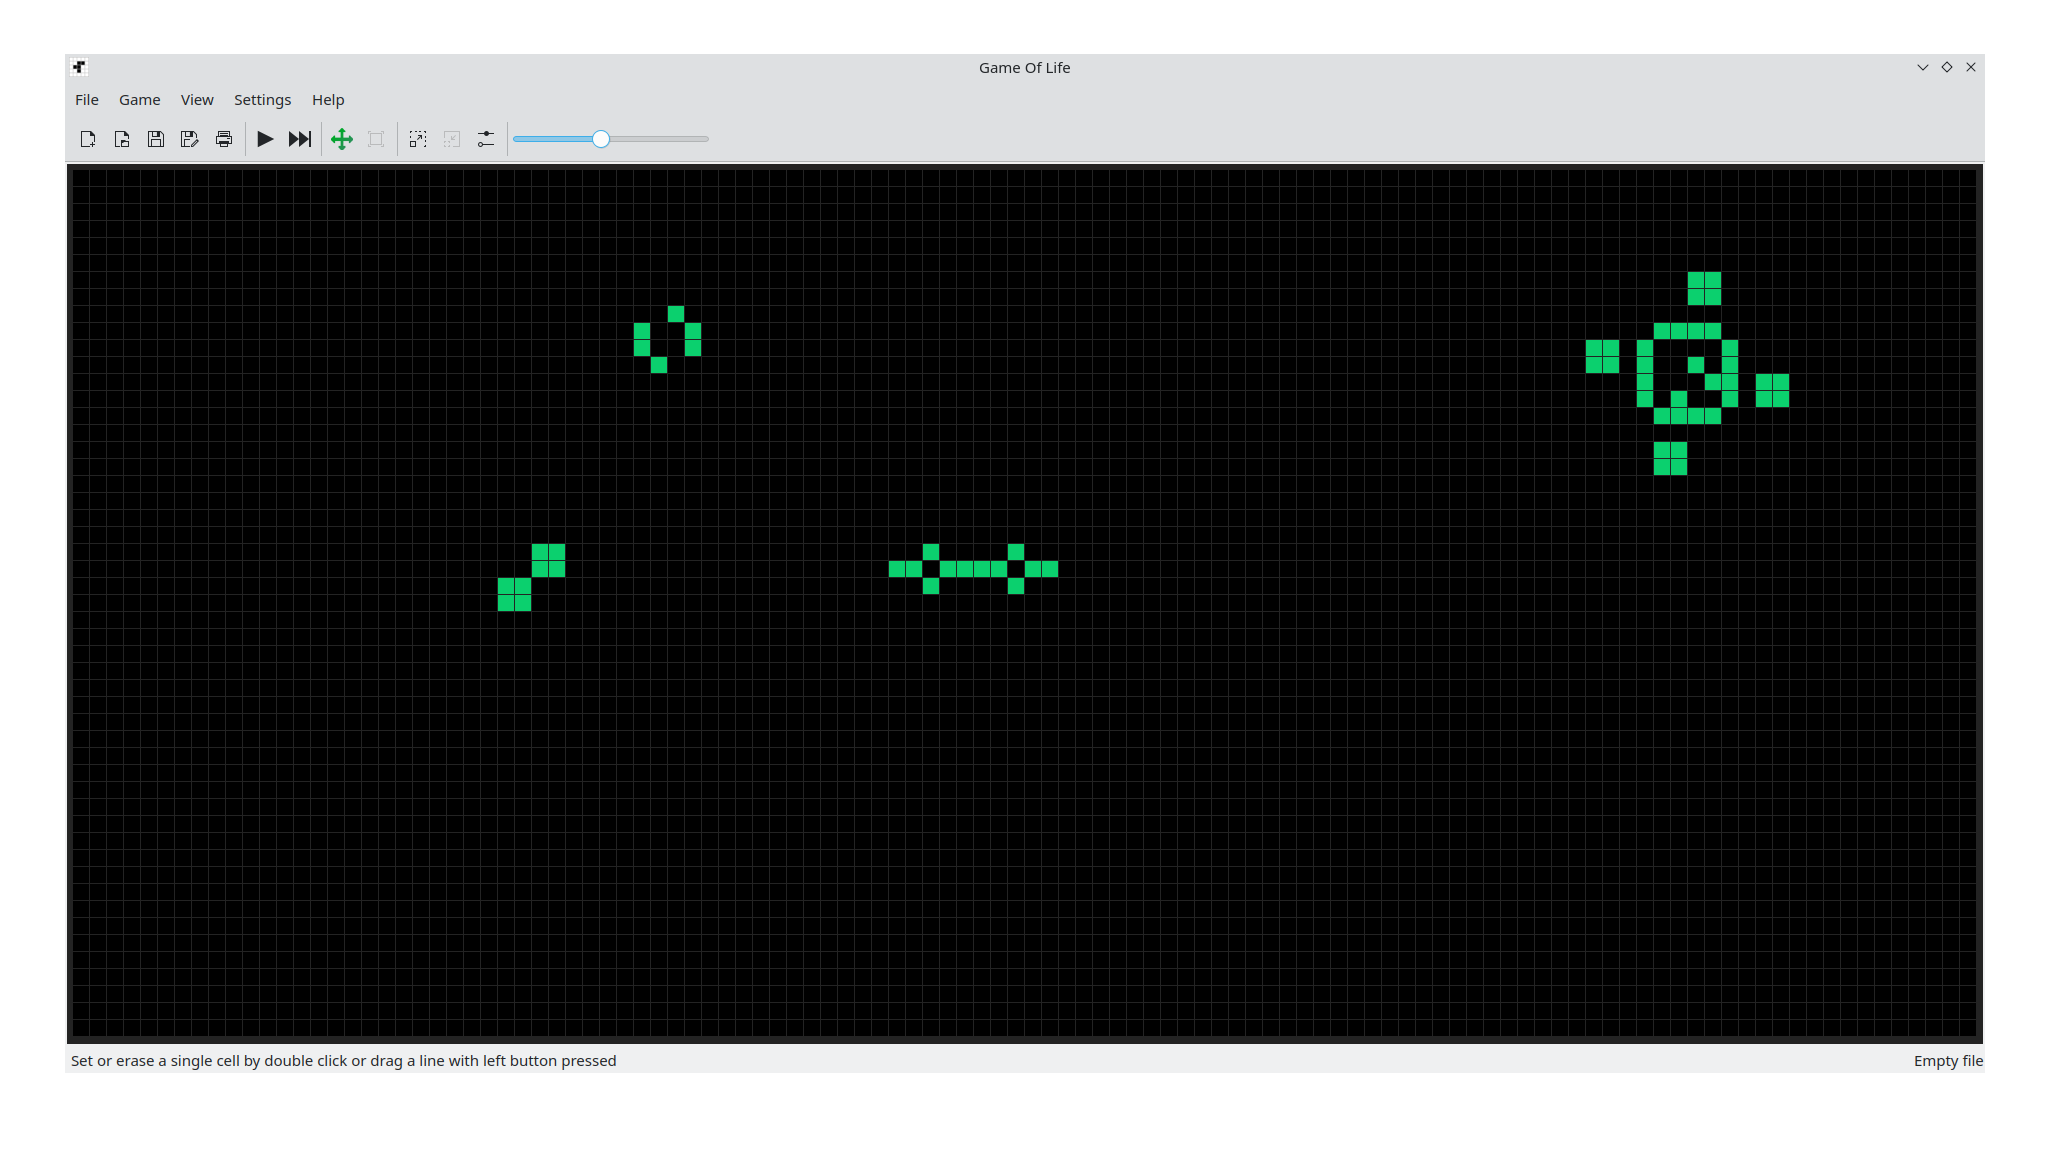 Game Of Life
File Game View Settings Help
Set or erase a single cell by double click or drag a line with left button pressed
Empty file